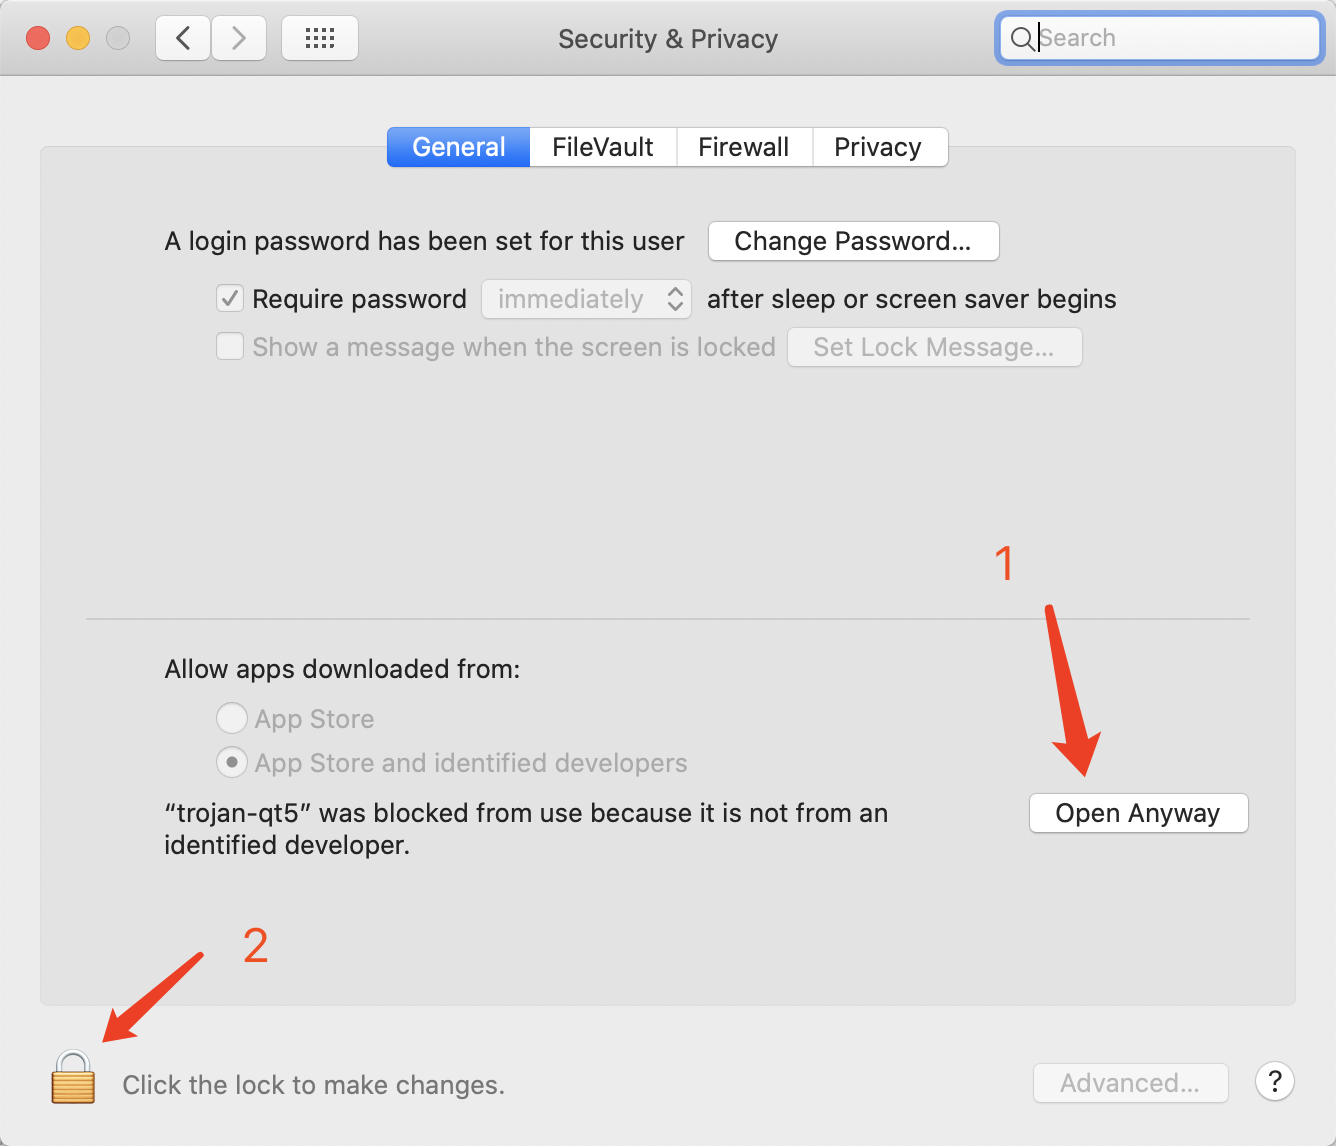 Security & Privacy
Search
General
FileVault
Firewall
Privacy
A login password has been set for this user
Change Password...
Require password
immediately
after sleep or screen saver begins
Show a message when the screen is locked
Set Lock Message...
1
Allow apps downloaded from:
App Store
App Store and identified developers
“trojan-qt5” was blocked from use because it is not from an
identified developer.
Open Anyway
2
Click the lock to make changes.
Advanced...
?